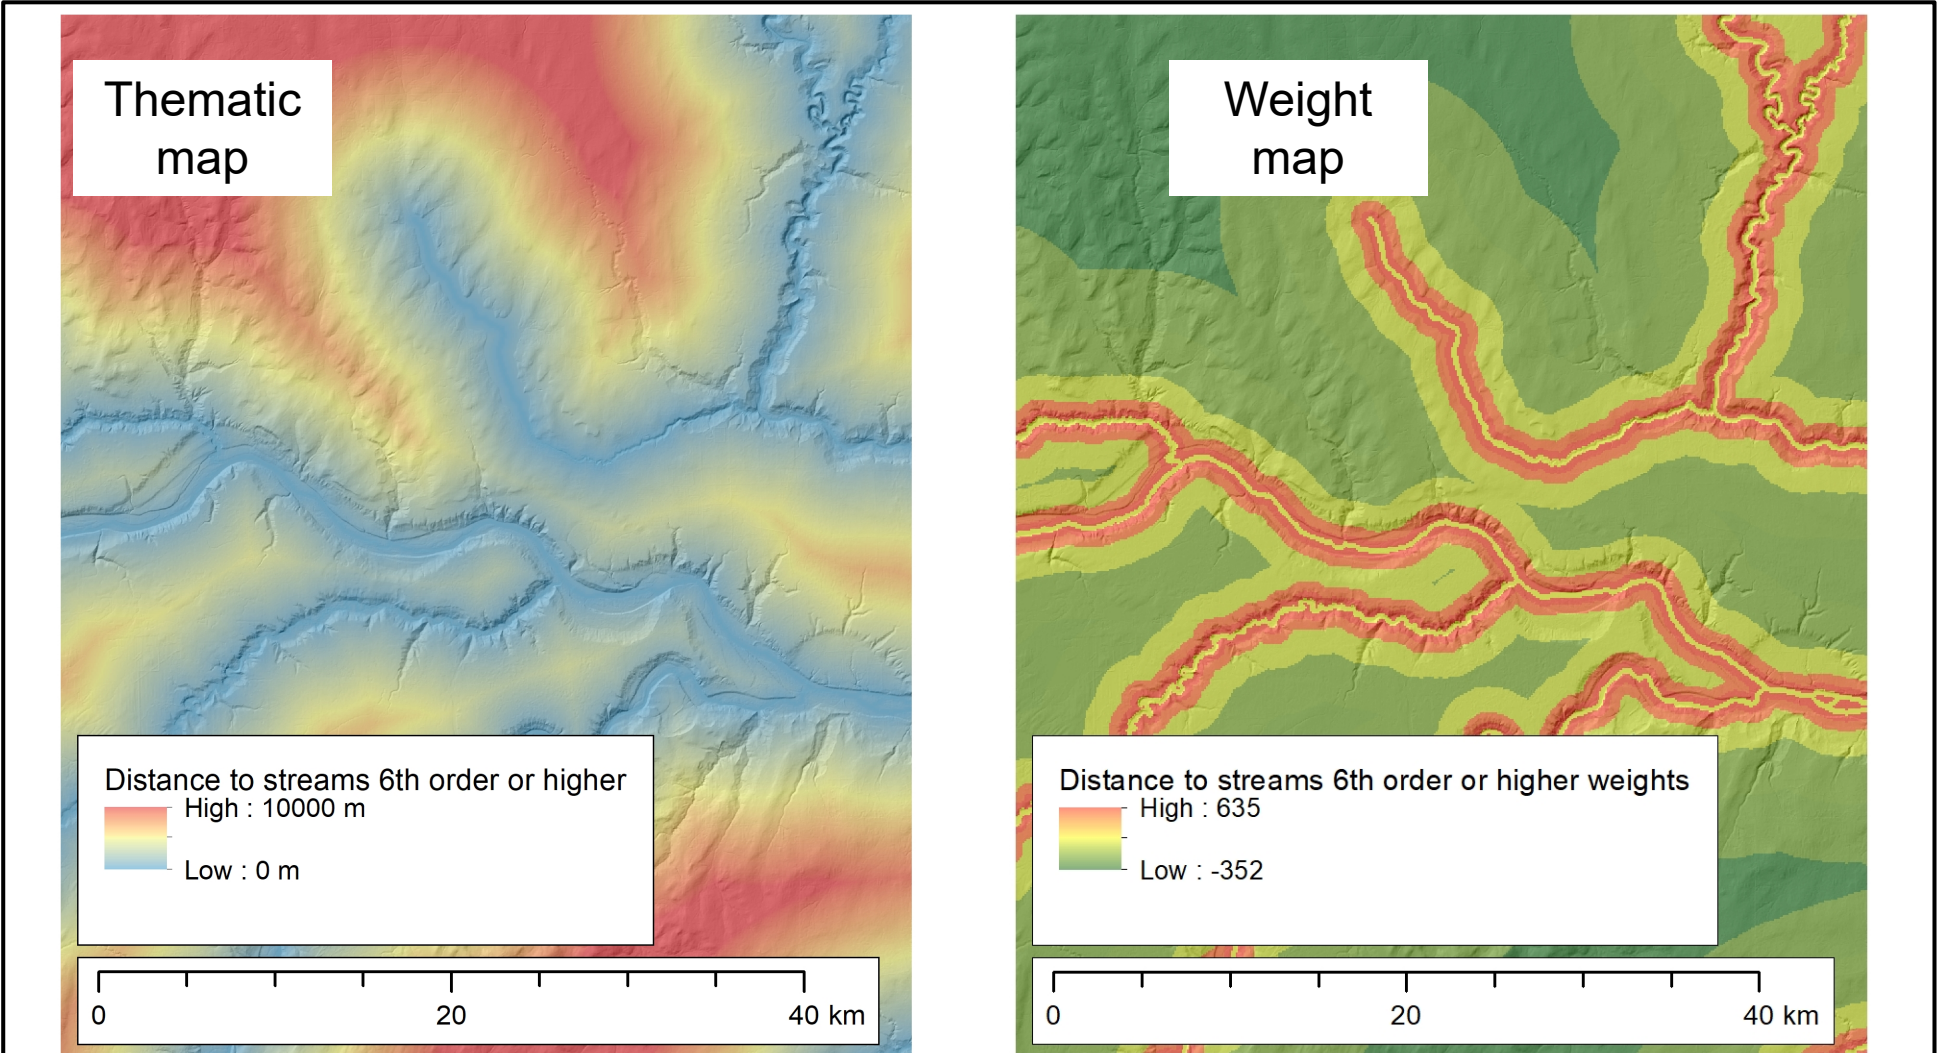 Thematic
map
Distance to streams 6th order or higher
High : 10000 m
Low : 0 m
0 20 40 km
Weight
map
Distance to streams 6th order or higher weights
High : 635
Low : -352
0 20 40 km